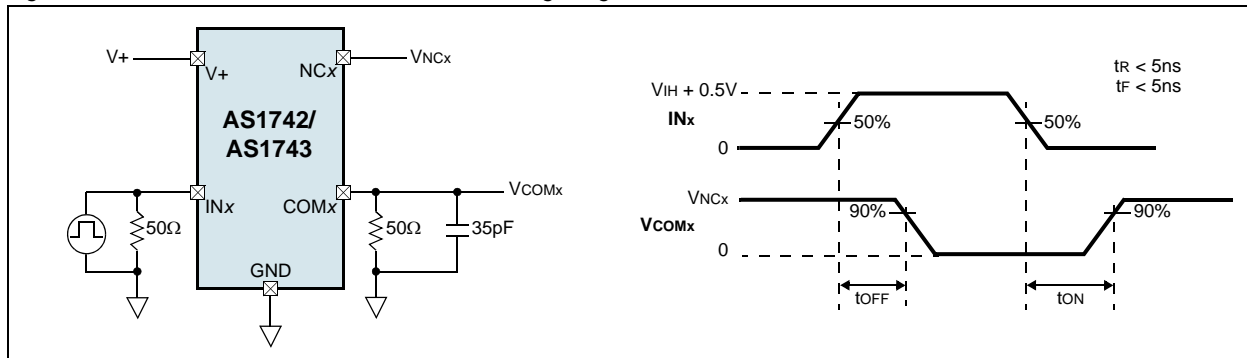 V+
V+
NCx
VNCx
AS1742/
AS1743
INx
COMx
VCOMx
50Ω
50Ω
35pF
GND
tR < 5ns
tF < 5ns
VIH + 0.5V
INx
50%
50%
0
VNCx
90%
90%
VCOMx
0
tOFF
tON